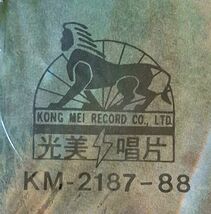 KONG MEI RECORD CO., LTD.
光美唱片
KM-2187-88